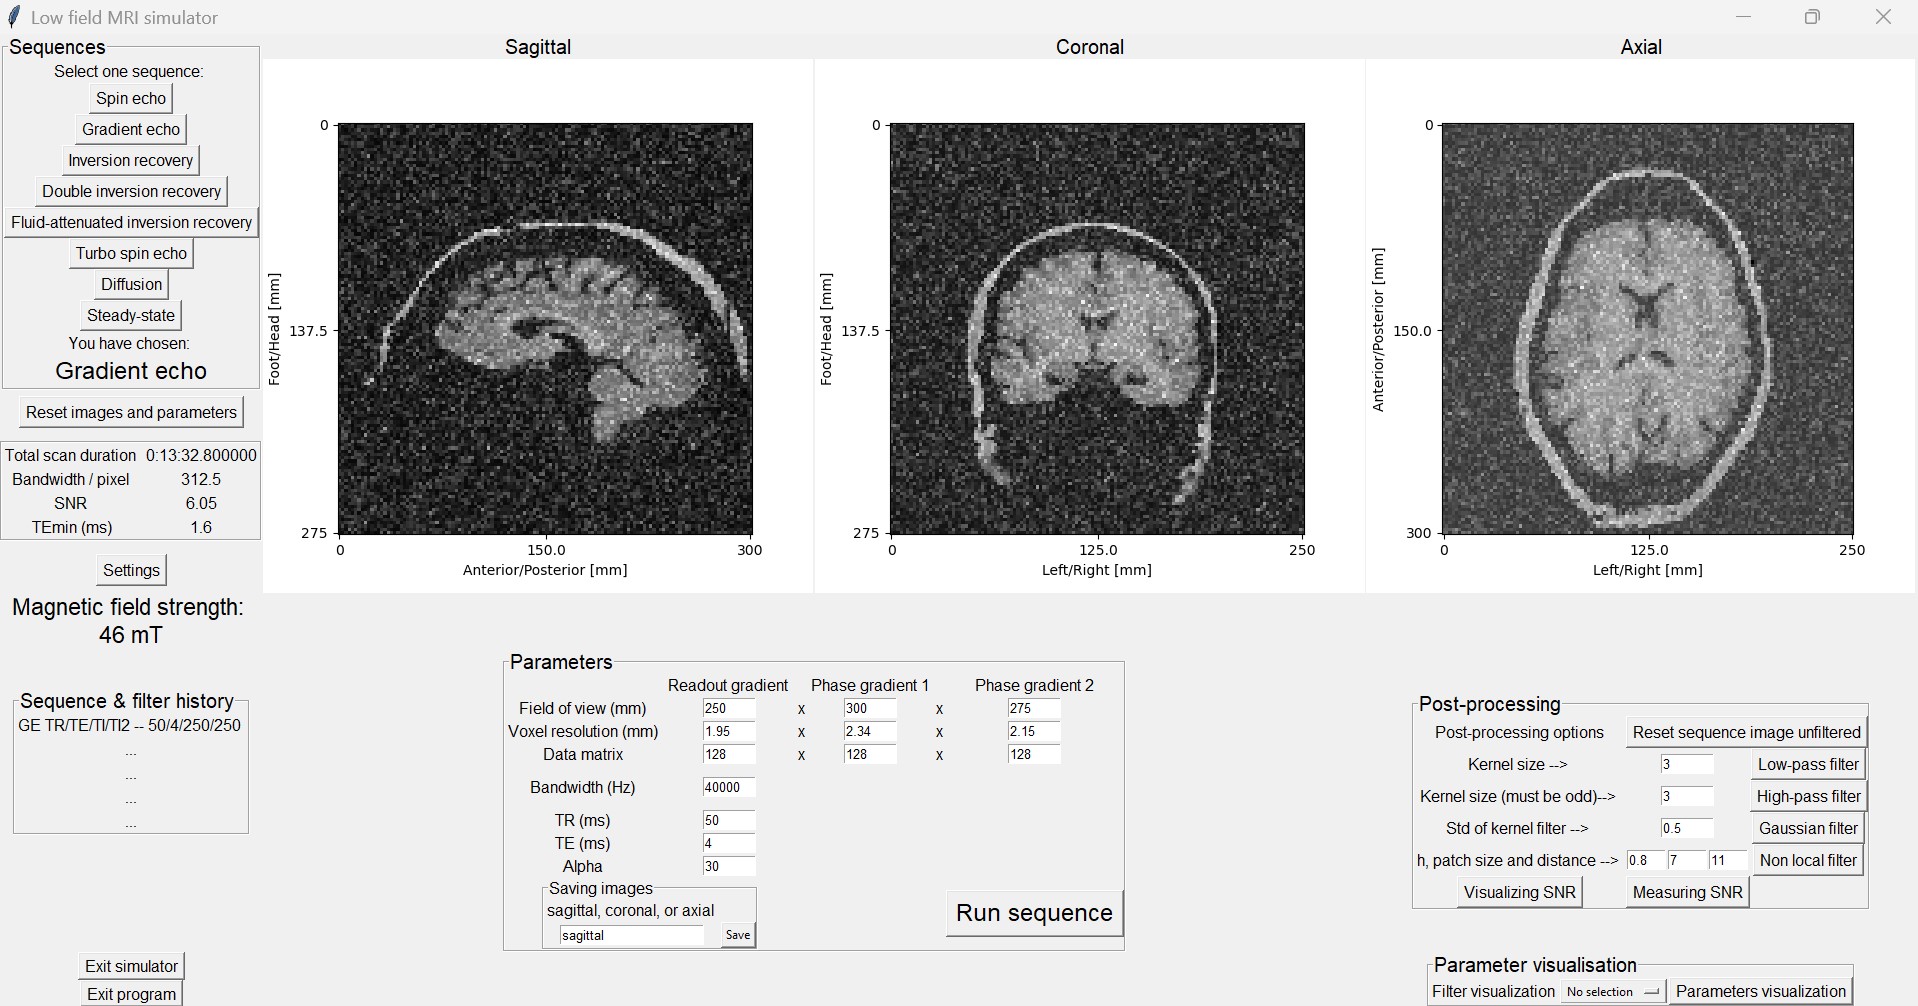 Low field MRI simulator
Sequences
Select one sequence:
Spin echo
Gradient echo
Inversion recovery
Double inversion recovery
Fluid-attenuated inversion recovery
Turbo spin echo
Diffusion
Steady-state
You have chosen:
Gradient echo
Reset images and parameters
Total scan duration 0:13:32.800000
Bandwidth / pixel 312.5
SNR 6.05
TEmin (ms) 1.6
Settings
Magnetic field strength:
46 mT
Sequence & filter history
GE TR/TE/TI/TI2 -- 50/4/250/250
...
...
...
...
Exit simulator
Exit program
Sagittal
0
137.5
275
Foot/Head [mm]
0 150.0 300
Anterior/Posterior [mm]
Coronal
0
137.5
275
Foot/Head [mm]
0 125.0 250
Left/Right [mm]
Axial
0
150.0
300
Anterior/Posterior [mm]
0 125.0 250
Left/Right [mm]
Parameters
Readout gradient Phase gradient 1 Phase gradient 2
Field of view (mm) 250 x 300 x 275
Voxel resolution (mm) 1.95 x 2.34 x 2.15
Data matrix 128 x 128 x 128
Bandwidth (Hz) 40000
TR (ms) 50
TE (ms) 4
Alpha 30
Saving images
sagittal, coronal, or axial
sagittal Save
Run sequence
Post-processing
Post-processing options Reset sequence image unfiltered
Kernel size --> 3 Low-pass filter
Kernel size (must be odd)--> 3 High-pass filter
Std of kernel filter --> 0.5 Gaussian filter
h, patch size and distance --> 0.8 7 11 Non local filter
Visualizing SNR Measuring SNR
Parameter visualisation
Filter visualization No selection Parameters visualization